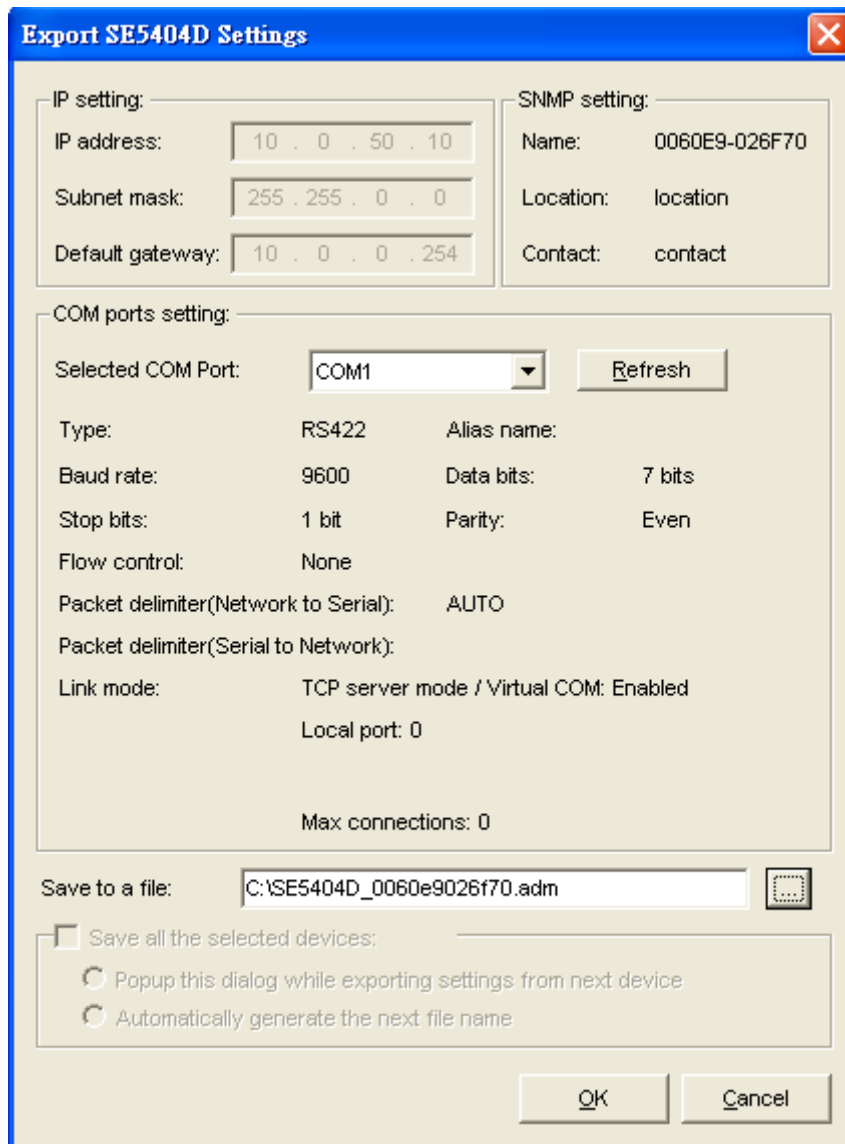 Export SE5404D Settings
IP setting:
IP address: 10 . 0 . 50 . 10
Subnet mask: 255 . 255 . 0 . 0
Default gateway: 10 . 0 . 0 . 254
SNMP setting:
Name: 0060E9-026F70
Location: location
Contact: contact
COM ports setting:
Selected COM Port: COM1 Refresh
Type: RS422 Alias name:
Baud rate: 9600 Data bits: 7 bits
Stop bits: 1 bit Parity: Even
Flow control: None
Packet delimiter(Network to Serial): AUTO
Packet delimiter(Serial to Network):
Link mode: TCP server mode / Virtual COM: Enabled
Local port: 0
Max connections: 0
Save to a file: C:\SE5404D_0060e9026f70.adm ...
Save all the selected devices:
Popup this dialog while exporting settings from next device
Automatically generate the next file name
OK Cancel